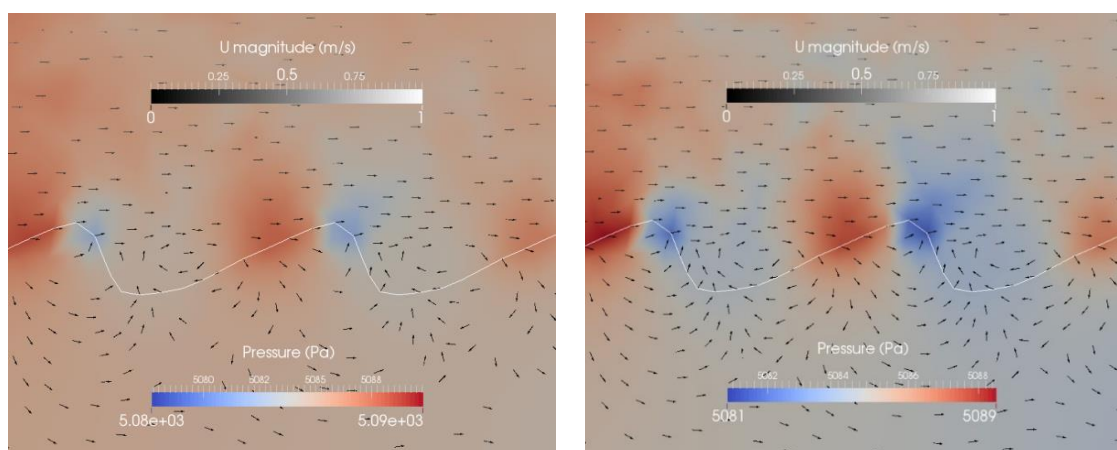 U magnitude (m/s)
0.25 0.5 0.75
0 1
Pressure (Pa)
5080 5082 5085 5088
5.08e+03 5.09e+03
U magnitude (m/s)
0.25 0.5 0.75
0 1
Pressure (Pa)
5082 5084 5086 5088
5081 5089